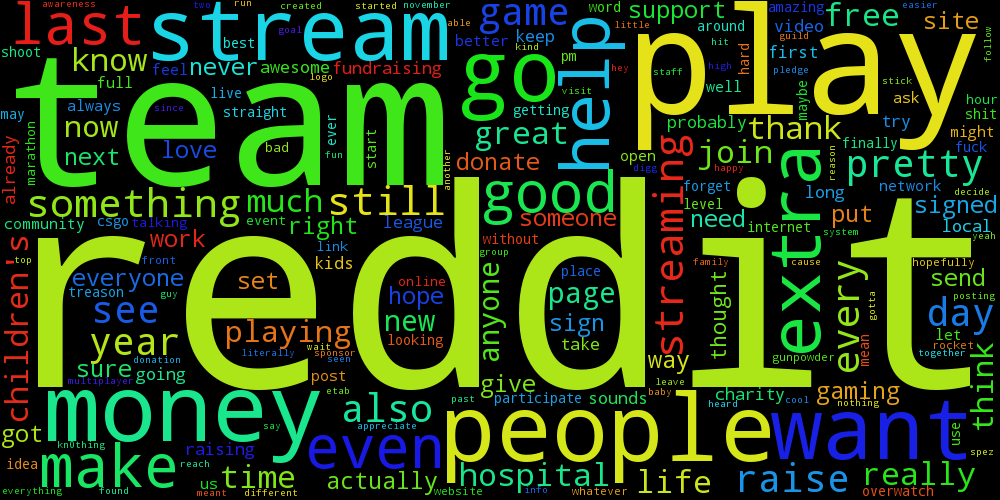 awareness
two
run
created
started
november
able
easier
last
stream
goal
game
word
support
amazing
free
site
shoot
know
best
better
keep
kind
around
little
video
guild
first
follow
feel
never
awesome
fundraising
pm
hit
hard
full
logo
hey
staff
high
well
pledge
stick
ask
hour
team
go
help
play
visit
maybe
shit
may
always
since
live
straight
ever
getting
now
great
probably
thank
try
might
marathon
next
love
bad
fun
start
another
donate
open
join
finally
fuck
already
digg
happy
reason
pretty
something
much
still
good
streaming
forget
long
network
decide
level
signed
community
csgo
talking
event
right
league
someone
need
extra
internet
put
local
children's
work
link
without
system
yeah
top
front
group
family
cause
hopefully
everyone
set
kids
online
place
every
send
treason
guy
hope
anyone
page
thought
gotta
posting
see
reddit
day
year
playing
new
sign
let
wait
looking
take
gunpowder
mean
rocket
literally
sponsor
seen
way
together
donation
sure
going
post
think
multiplayer
etab
give
past
participate
sounds
leave
baby
charity
cool
gaming
nothing
money
also
people
heard
want
got
kn0thing
say
appreciate
even
use
idea
raising
reach
spez
make
us
time
actually
hospital
life
raise
really
everything
found
meant
different
website
info
whatever
overwatch